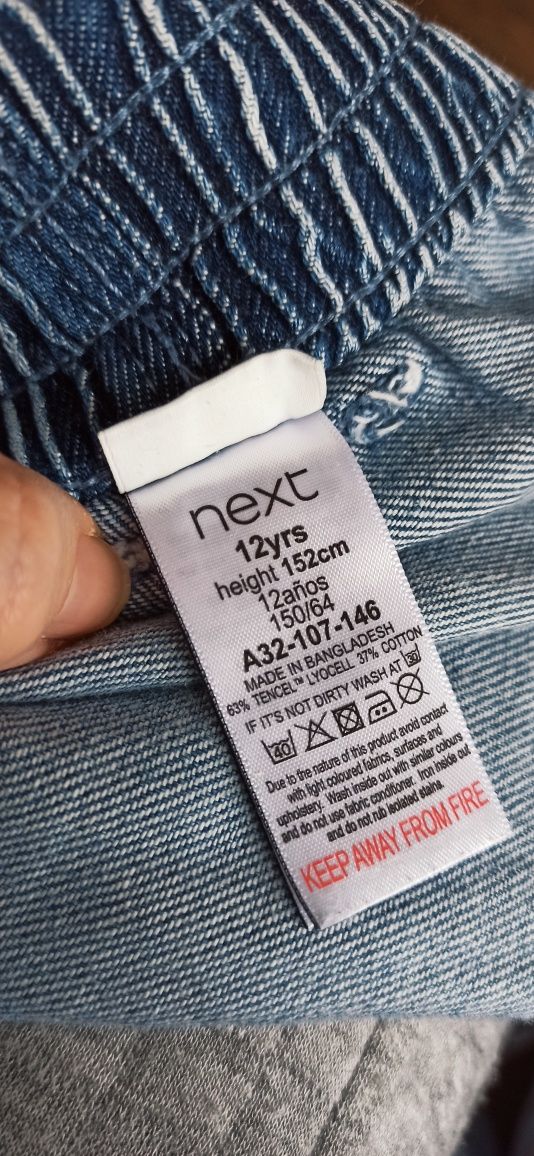 next
12yrs
height 152cm
12años
150/64
A32-107-146
MADE IN BANGLADESH
63% TENCEL™ LYOCELL 37% COTTON
IF IT'S NOT DIRTY WASH AT 30
40
Due to the nature of this product avoid contact
with light coloured fabrics, surfaces and
upholstery. Wash inside out with similar colours
and do not use fabric conditioner. Iron inside out
and do not rub isolated stains.
KEEP AWAY FROM FIRE